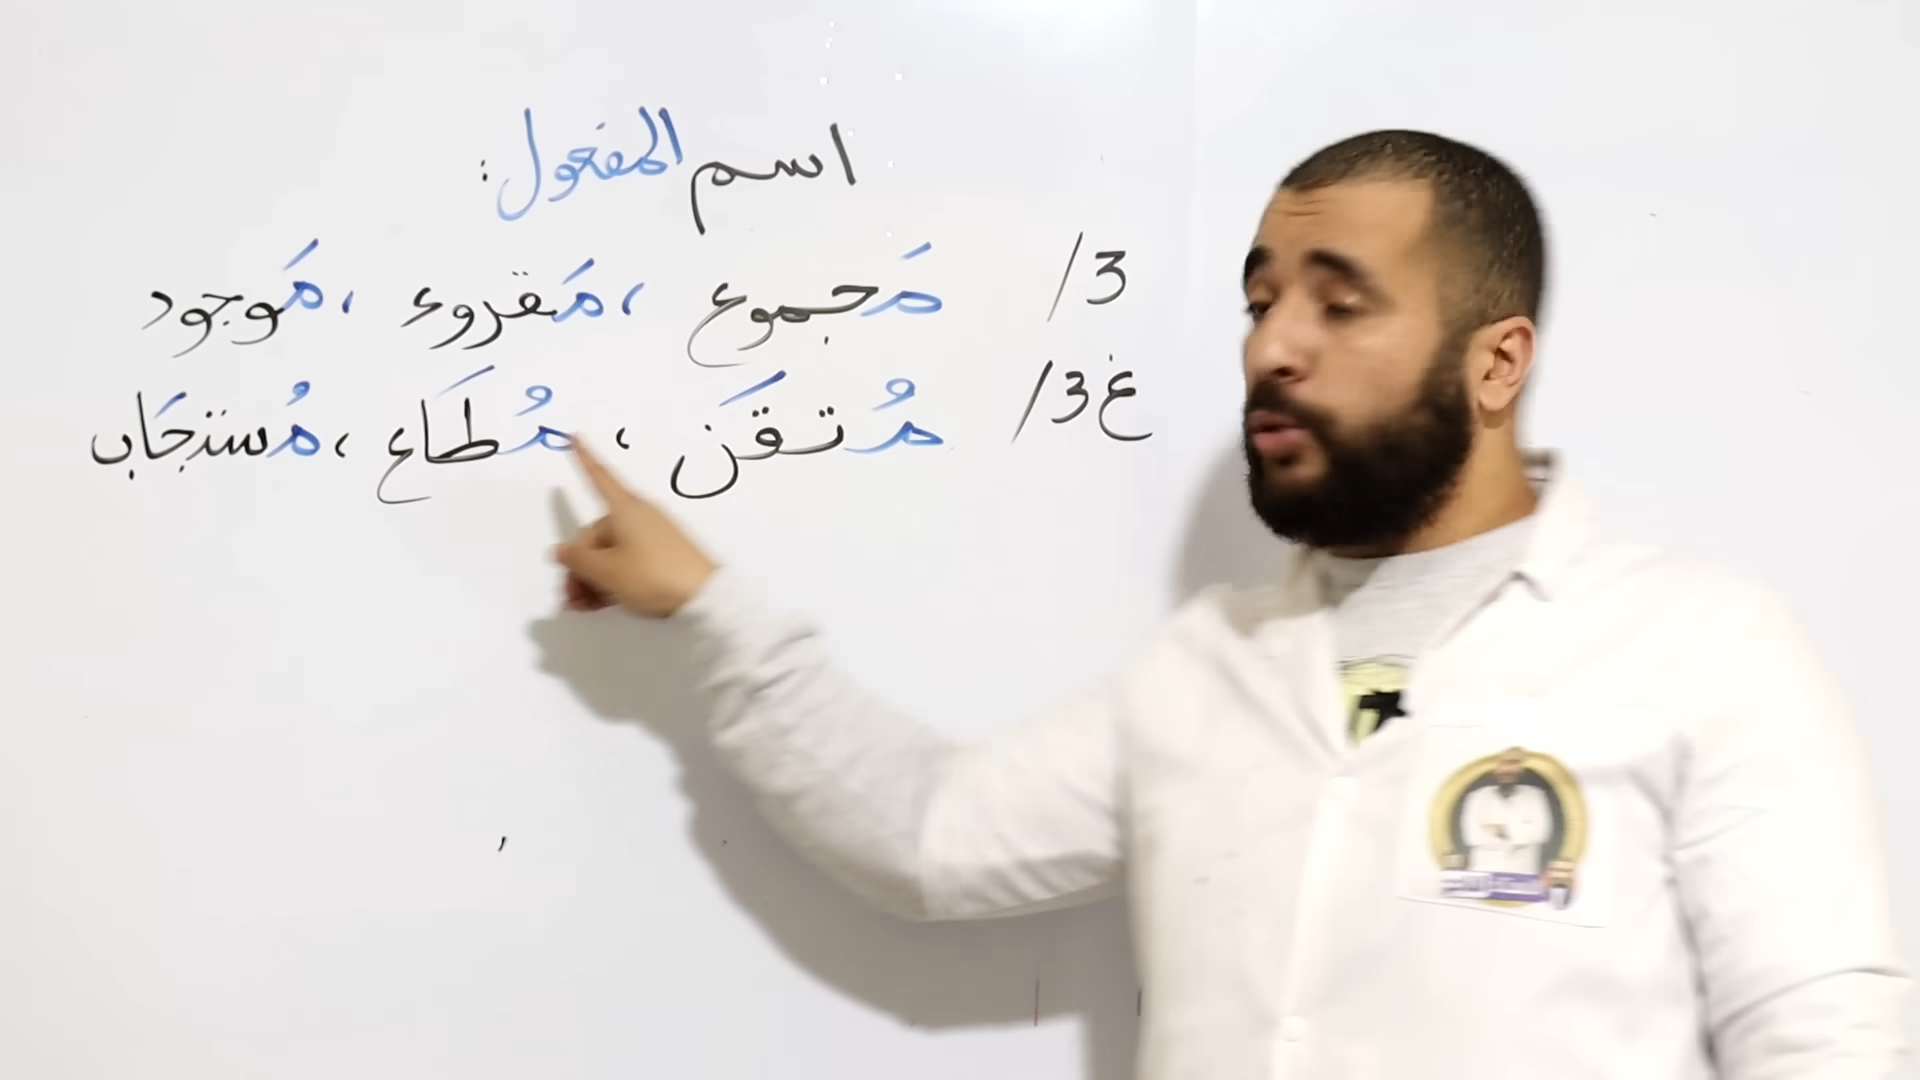 اسم المفعول:
3/ مَجموع، مَقروء، مَوجود
غ3/ مُتقَن، مُطَاع، مُستجَاب